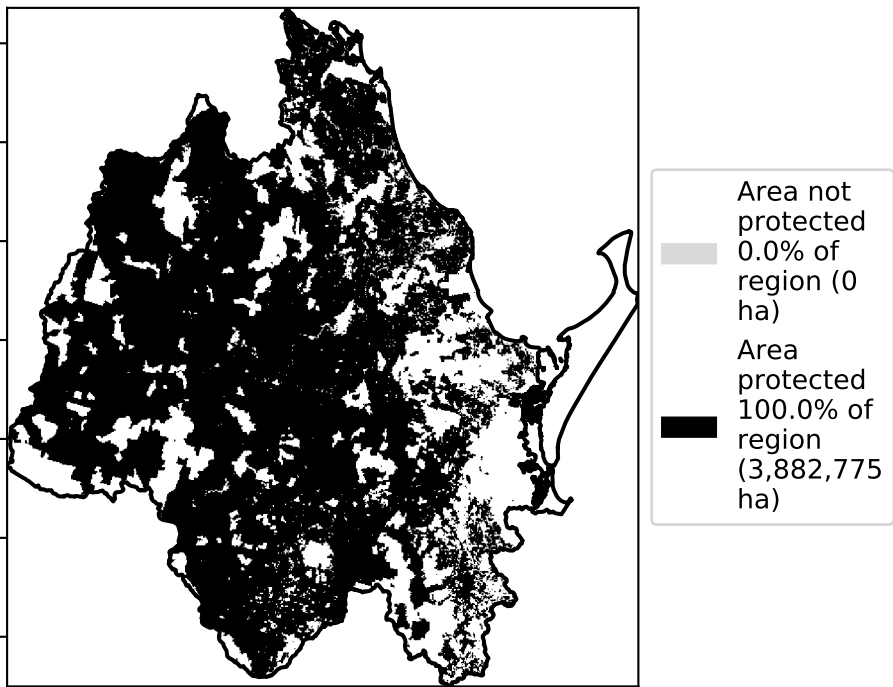 Area not
protected
0.0% of
region (0
ha)
Area
protected
100.0% of
region
(3,882,775
ha)